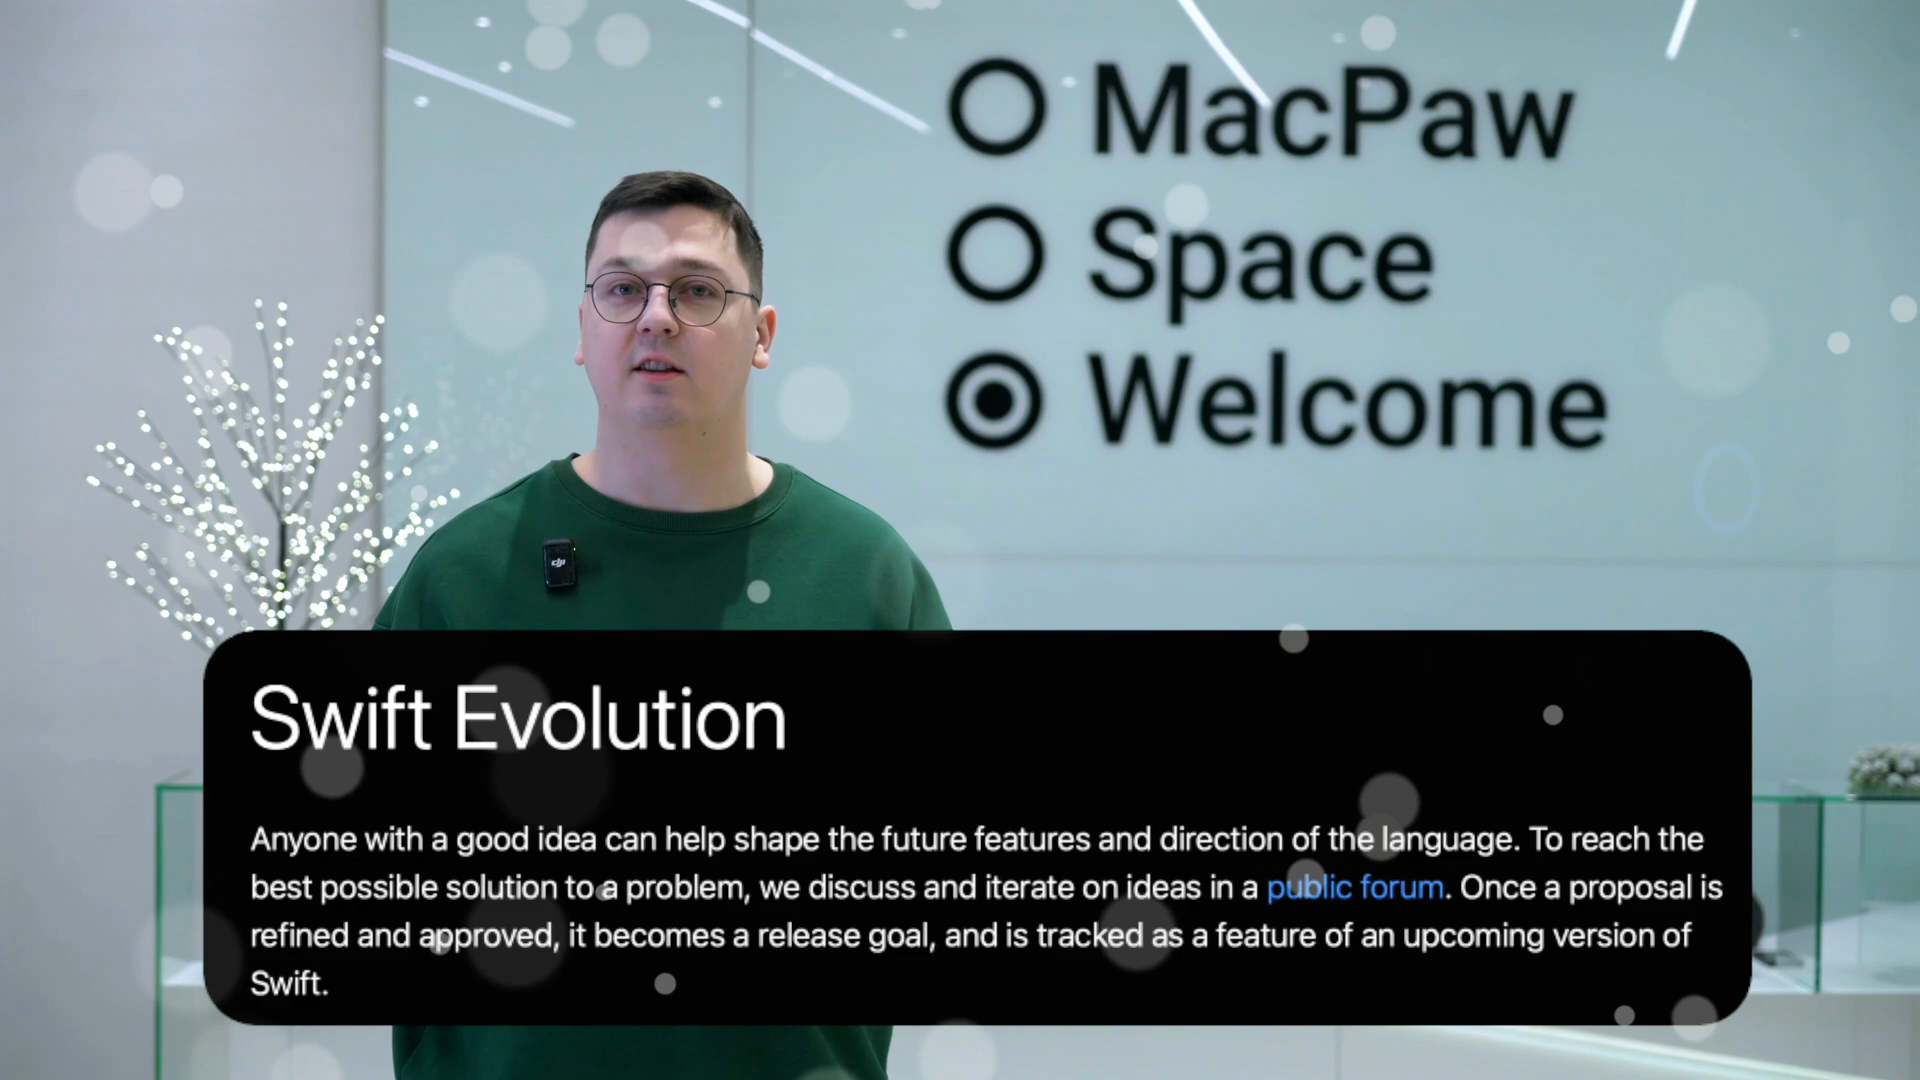 MacPaw
Space
Welcome
dji
Swift Evolution
Anyone with a good idea can help shape the future features and direction of the language. To reach the
best possible solution to a problem, we discuss and iterate on ideas in a public forum. Once a proposal is
refined and approved, it becomes a release goal, and is tracked as a feature of an upcoming version of
Swift.